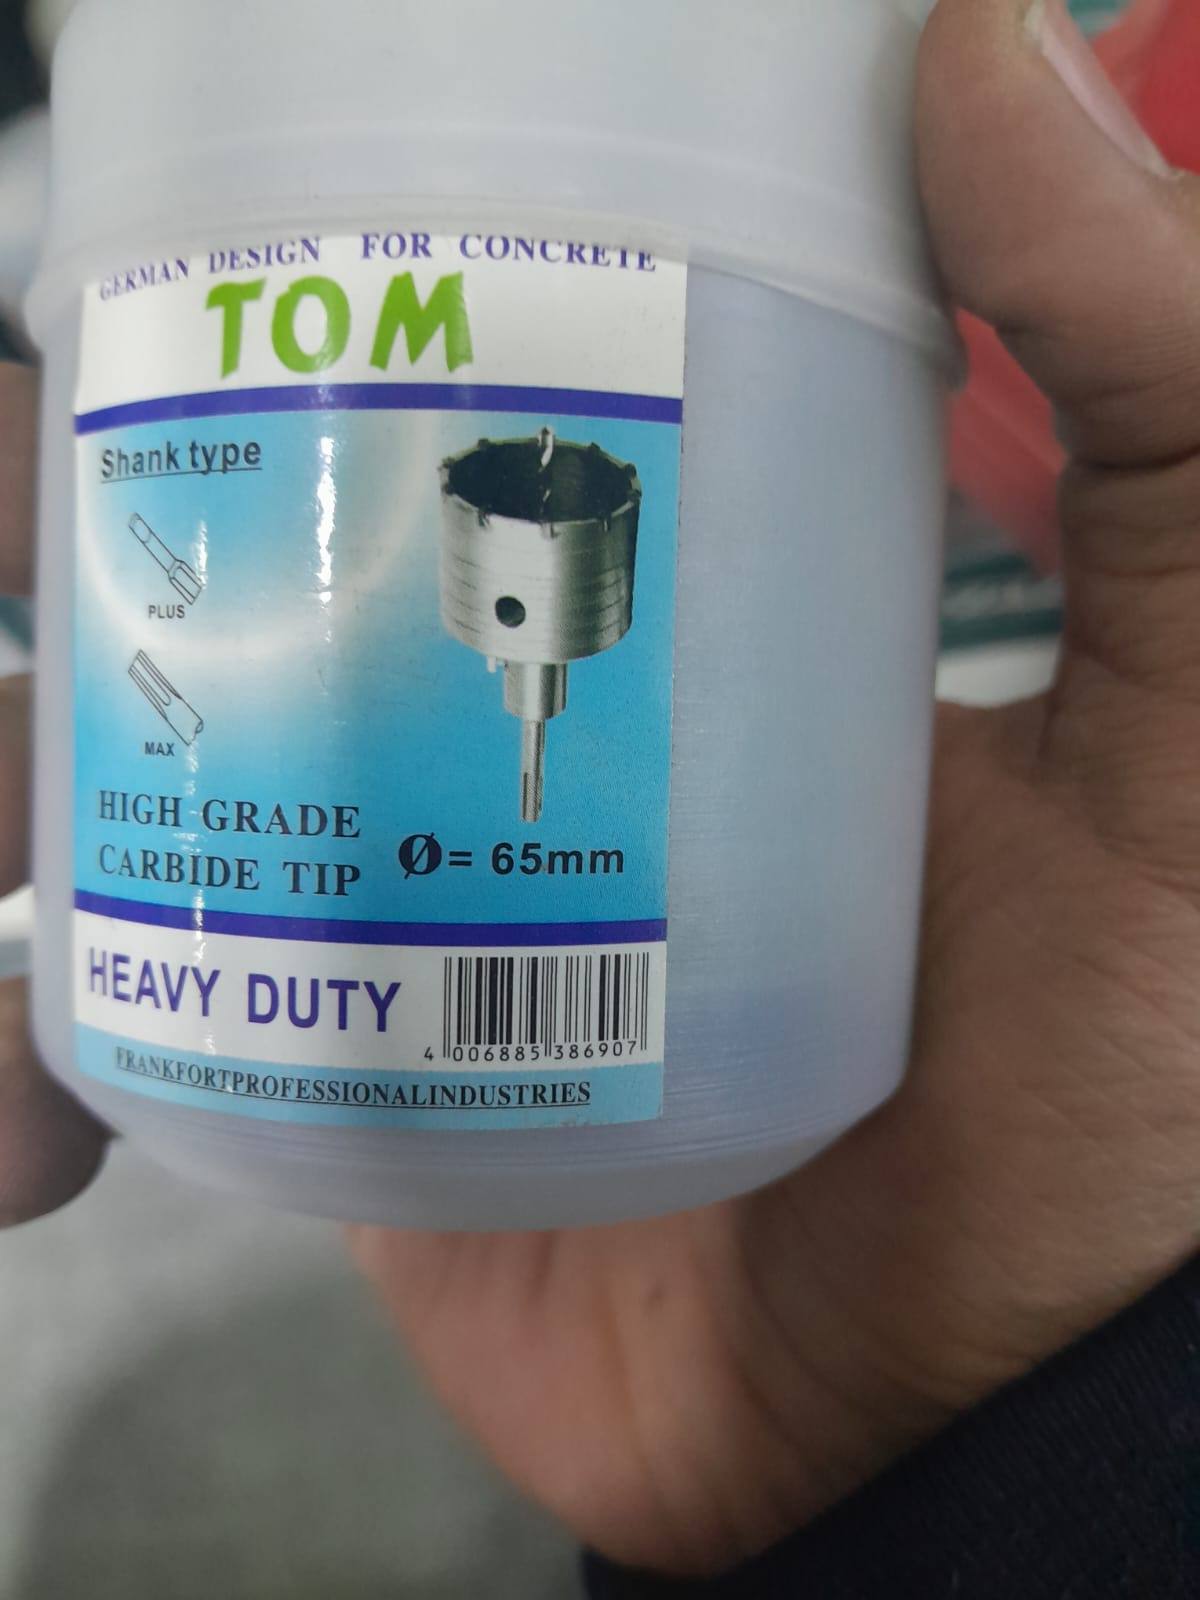 GERMAN DESIGN FOR CONCRETE
TOM
Shank type
PLUS
MAX
HIGH GRADE
CARBIDE TIP
Ø= 65mm
HEAVY DUTY
4 006885 386907
FRANKFORTPROFESSIONALINDUSTRIES